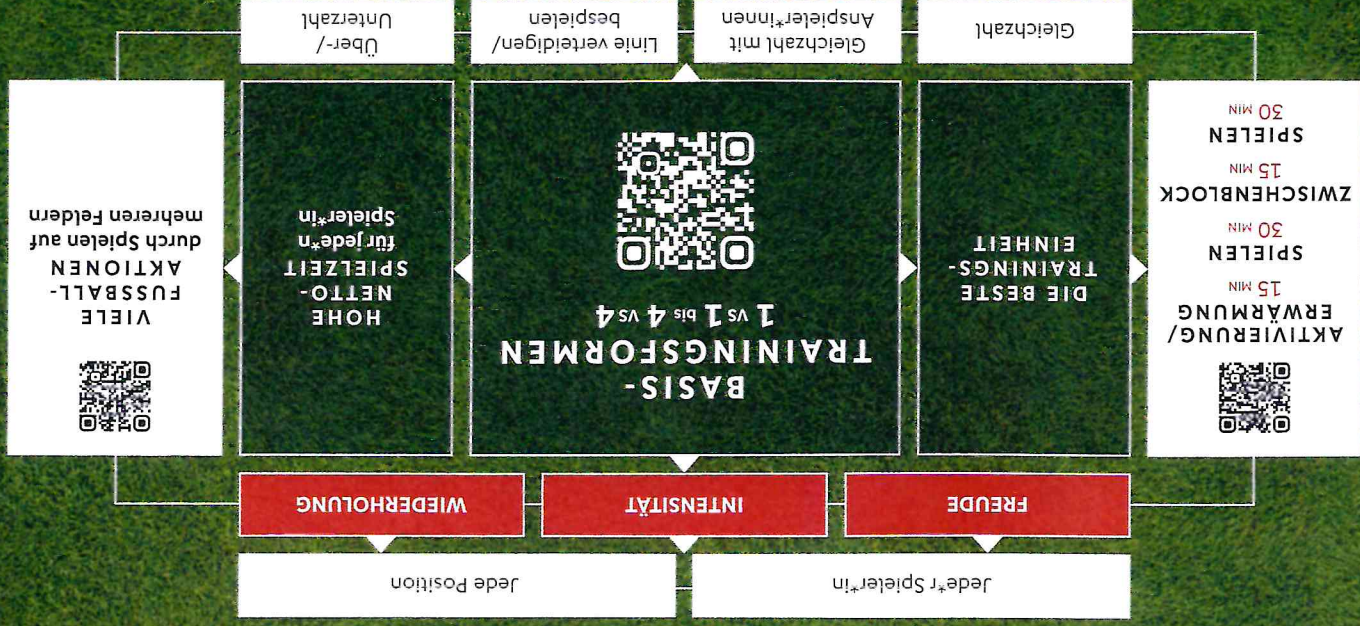 Jede*r Spieler*in
Jede Position
FREUDE
INTENSITÄT
WIEDERHOLUNG
AKTIVIERUNG/
ERWÄRMUNG
15 MIN
SPIELEN
30 MIN
ZWISCHENBLOCK
15 MIN
SPIELEN
30 MIN
DIE BESTE
TRAININGS-
EINHEIT
BASIS-
TRAININGSFORMEN
1 VS 1 bis 4 VS 4
HOHE
NETTO-
SPIELZEIT
für jede*n
Spieler*in
VIELE
FUSSBALL-
AKTIONEN
durch Spielen auf
mehreren Feldern
Gleichzahl
Gleichzahl mit
Anspieler*innen
Linie verteidigen/
bespielen
Über-/
Unterzahl